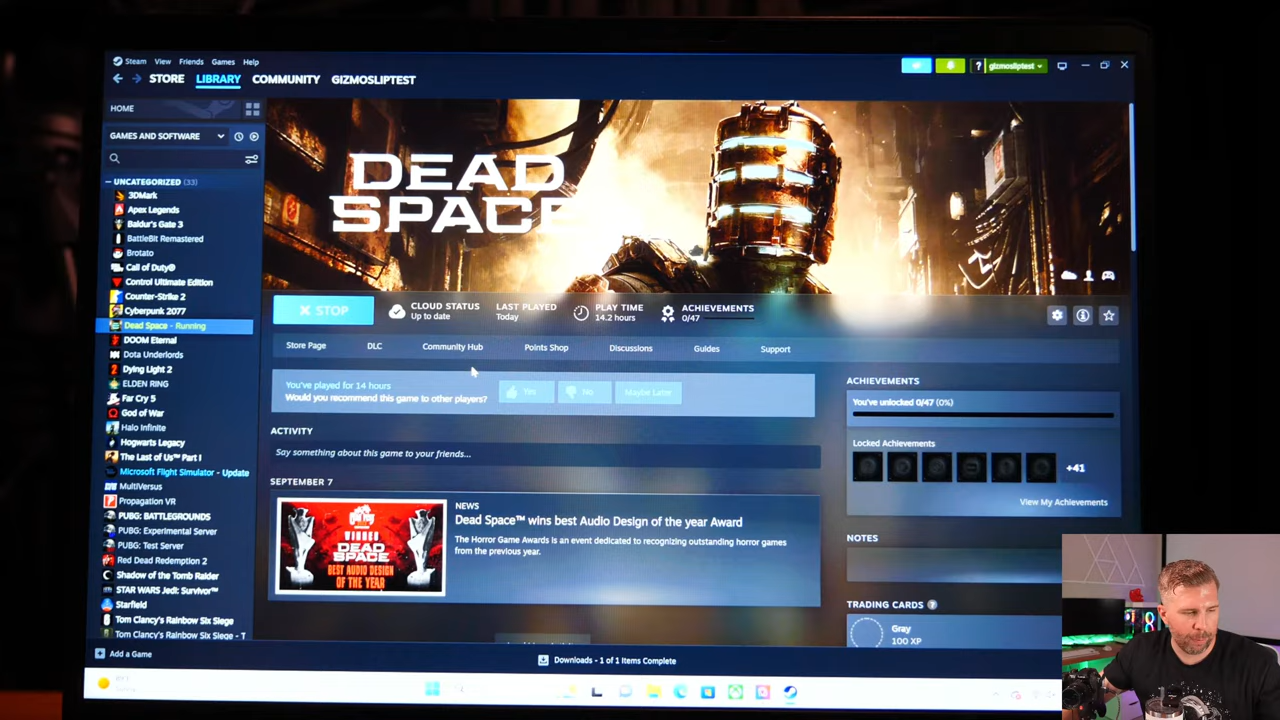 Steam View Friends Games Help
gizmosliptest
STORE LIBRARY COMMUNITY GIZMOSLIPTEST
HOME
GAMES AND SOFTWARE
UNCATEGORIZED (33)
3DMark
Apex Legends
Baldur's Gate 3
BattleBit Remastered
Brotato
Call of Duty®
Control Ultimate Edition
Counter-Strike 2
Cyberpunk 2077
Dead Space - Running
DOOM Eternal
Dota Underlords
Dying Light 2
ELDEN RING
Far Cry 5
God of War
Halo Infinite
Hogwarts Legacy
The Last of Us™ Part I
Microsoft Flight Simulator - Update
MultiVersus
Propagation VR
PUBG: BATTLEGROUNDS
PUBG: Experimental Server
PUBG: Test Server
Red Dead Redemption 2
Shadow of the Tomb Raider
STAR WARS Jedi: Survivor™
Starfield
Tom Clancy's Rainbow Six Siege
Tom Clancy's Rainbow Six Siege - T
Add a Game
DEAD
SPACE
STOP
CLOUD STATUS
Up to date
LAST PLAYED
Today
PLAY TIME
14.2 hours
ACHIEVEMENTS
0/47
Store Page DLC Community Hub Points Shop Discussions Guides Support
You've played for 14 hours
Would you recommend this game to other players?
Yes No Maybe Later
ACTIVITY
Say something about this game to your friends...
SEPTEMBER 7
WINNER
DEAD
SPACE
BEST AUDIO DESIGN
OF THE YEAR
NEWS
Dead Space™ wins best Audio Design of the year Award
The Horror Game Awards is an event dedicated to recognizing outstanding horror games
from the previous year.
ACHIEVEMENTS
You've unlocked 0/47 (0%)
Locked Achievements
+41
View My Achievements
NOTES
TRADING CARDS
Gray
100 XP
Downloads - 1 of 1 Items Complete